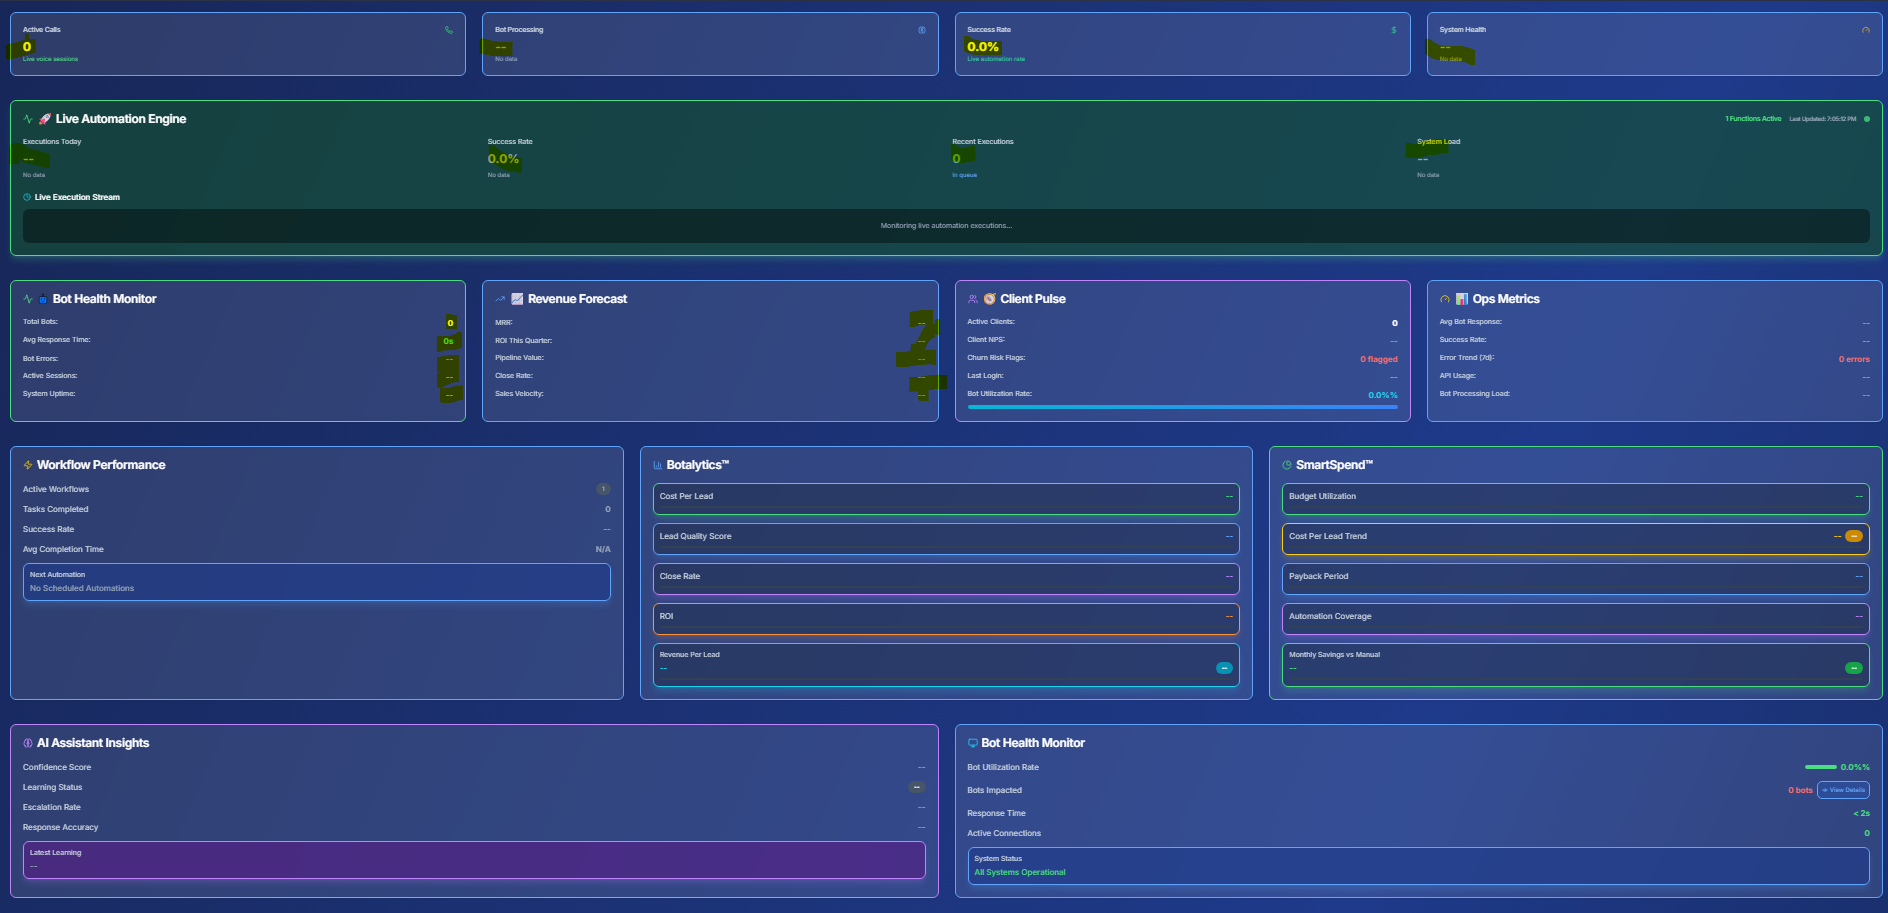 Active Calls
0
Live voice sessions
Bot Processing
--
No data
Success Rate
0.0%
Live automation rate
System Health
--
No data
🚀 Live Automation Engine
1 Functions Active
Last Updated: 7:05:12 PM
Executions Today
--
No data
Success Rate
0.0%
No data
Recent Executions
0
In queue
System Load
--
No data
Live Execution Stream
Monitoring live automation executions...
🤖 Bot Health Monitor
Total Bots: 0
Avg Response Time: 0s
Bot Errors: --
Active Sessions: --
System Uptime: --
📈 Revenue Forecast
MRR: --
ROI This Quarter: --
Pipeline Value: --
Close Rate: --
Sales Velocity: --
🧭 Client Pulse
Active Clients: 0
Client NPS: --
Churn Risk Flags: 0 flagged
Last Login: --
Bot Utilization Rate: 0.0%%
📊 Ops Metrics
Avg Bot Response: --
Success Rate: --
Error Trend (7d): 0 errors
API Usage: --
Bot Processing Load: --
Workflow Performance
Active Workflows 1
Tasks Completed 0
Success Rate --
Avg Completion Time N/A
Next Automation
No Scheduled Automations
Botalytics™
Cost Per Lead --
Lead Quality Score --
Close Rate --
ROI --
Revenue Per Lead
-- --
SmartSpend™
Budget Utilization --
Cost Per Lead Trend -- --
Payback Period --
Automation Coverage --
Monthly Savings vs Manual
-- --
AI Assistant Insights
Confidence Score --
Learning Status --
Escalation Rate --
Response Accuracy --
Latest Learning
--
Bot Health Monitor
Bot Utilization Rate 0.0%%
Bots Impacted 0 bots View Details
Response Time < 2s
Active Connections 0
System Status
All Systems Operational